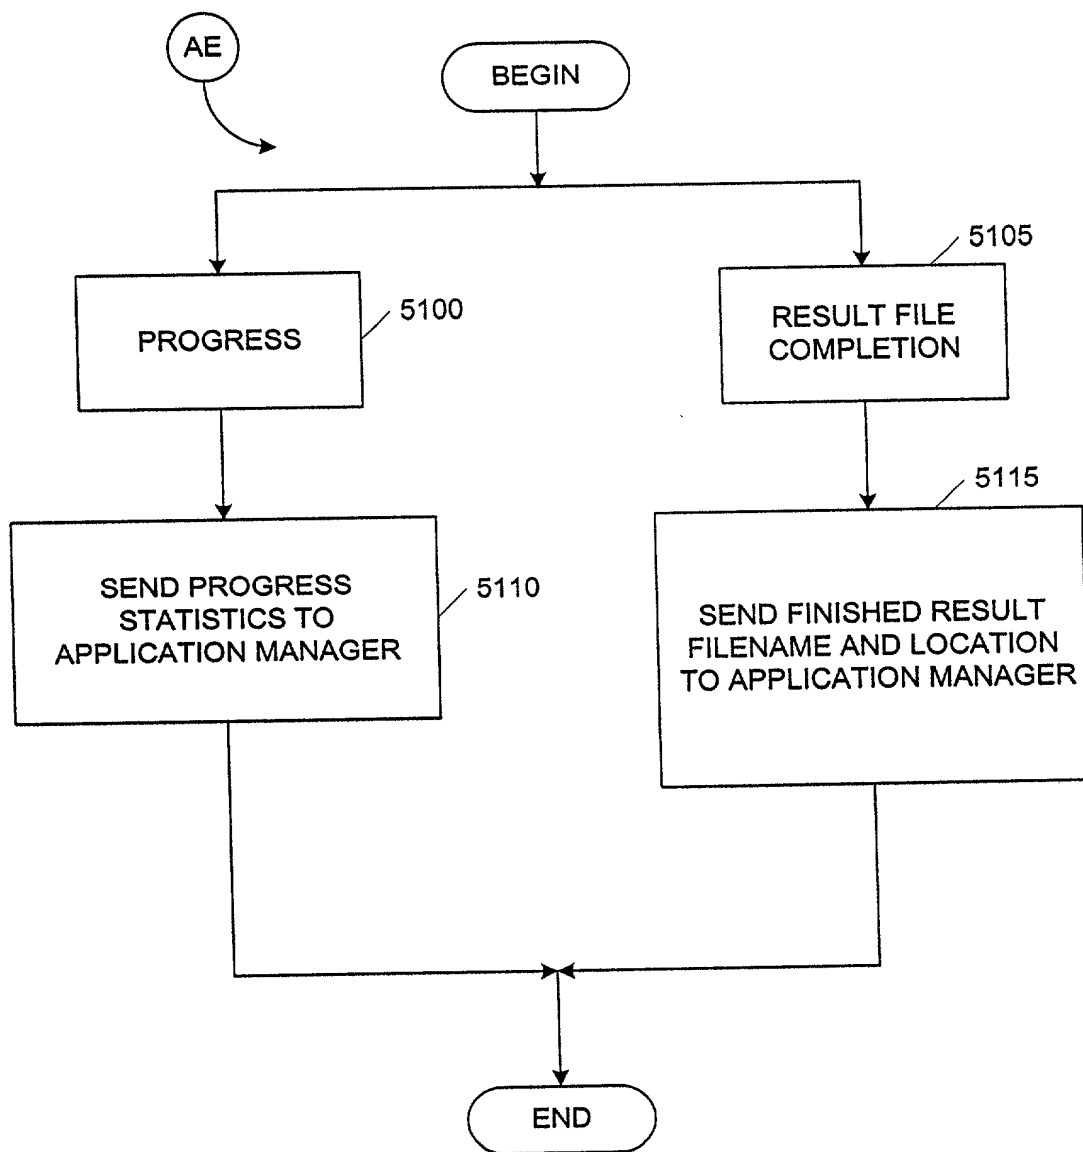 AE
BEGIN
5105
5100
PROGRESS
RESULT FILE
COMPLETION
5115
5110
SEND PROGRESS
STATISTICS TO
APPLICATION MANAGER
SEND FINISHED RESULT
FILENAME AND LOCATION
TO APPLICATION MANAGER
END